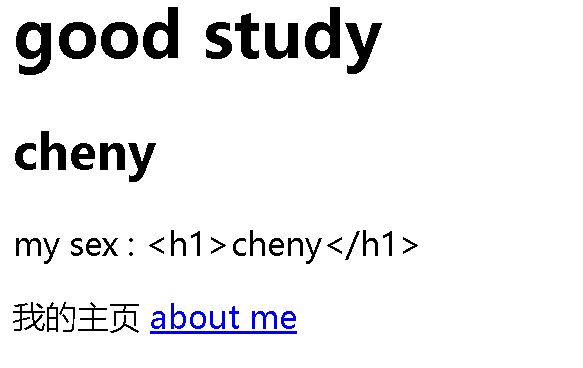 good study
cheny
my sex : <h1>cheny</h1>
我的主页 about me